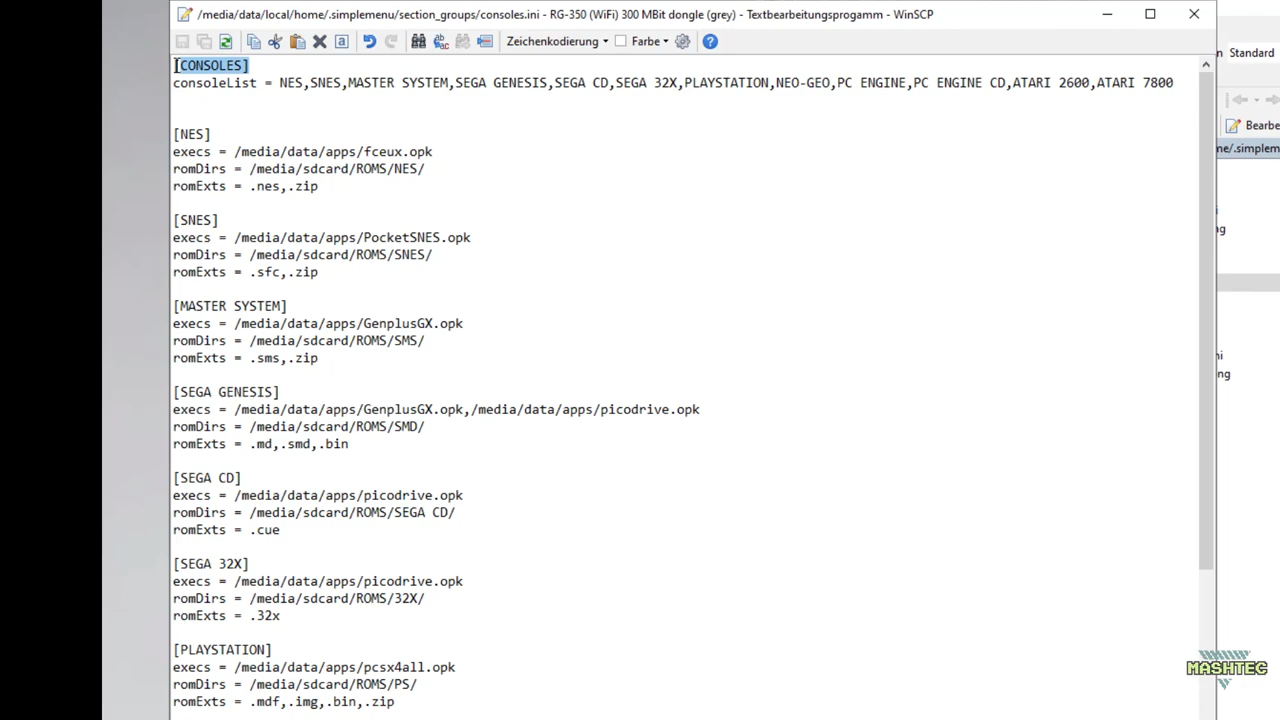 /media/data/local/home/.simplemenu/section_groups/consoles.ini - RG-350 (WiFi) 300 MBit dongle (grey) - Textbearbeitungsprogamm - WinSCP
Standard
Zeichenkodierung
Farbe
Bearbe
me/.simplem
[CONSOLES]
consoleList = NES,SNES,MASTER SYSTEM,SEGA GENESIS,SEGA CD,SEGA 32X,PLAYSTATION,NEO-GEO,PC ENGINE,PC ENGINE CD,ATARI 2600,ATARI 7800
[NES]
execs = /media/data/apps/fceux.opk
romDirs = /media/sdcard/ROMS/NES/
romExts = .nes,.zip
[SNES]
execs = /media/data/apps/PocketSNES.opk
romDirs = /media/sdcard/ROMS/SNES/
romExts = .sfc,.zip
[MASTER SYSTEM]
execs = /media/data/apps/GenplusGX.opk
romDirs = /media/sdcard/ROMS/SMS/
romExts = .sms,.zip
[SEGA GENESIS]
execs = /media/data/apps/GenplusGX.opk,/media/data/apps/picodrive.opk
romDirs = /media/sdcard/ROMS/SMD/
romExts = .md,.smd,.bin
[SEGA CD]
execs = /media/data/apps/picodrive.opk
romDirs = /media/sdcard/ROMS/SEGA CD/
romExts = .cue
[SEGA 32X]
execs = /media/data/apps/picodrive.opk
romDirs = /media/sdcard/ROMS/32X/
romExts = .32x
[PLAYSTATION]
execs = /media/data/apps/pcsx4all.opk
romDirs = /media/sdcard/ROMS/PS/
romExts = .mdf,.img,.bin,.zip
MASHTEC